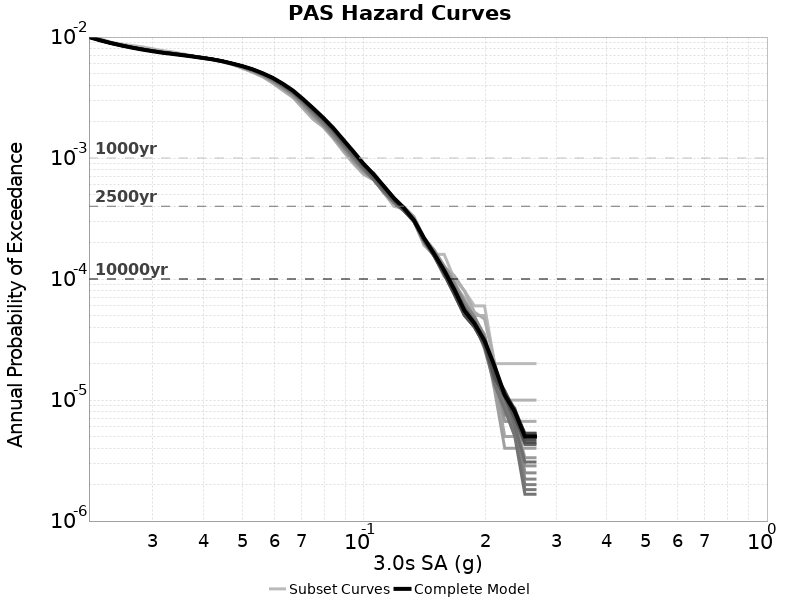 PAS Hazard Curves
10-2
10-3
10-4
10-5
10-6
Annual Probability of Exceedance
1000yr
2500yr
10000yr
3 4 5 6 7 10-1 2 3 4 5 6 7 100
3.0s SA (g)
Subset Curves Complete Model